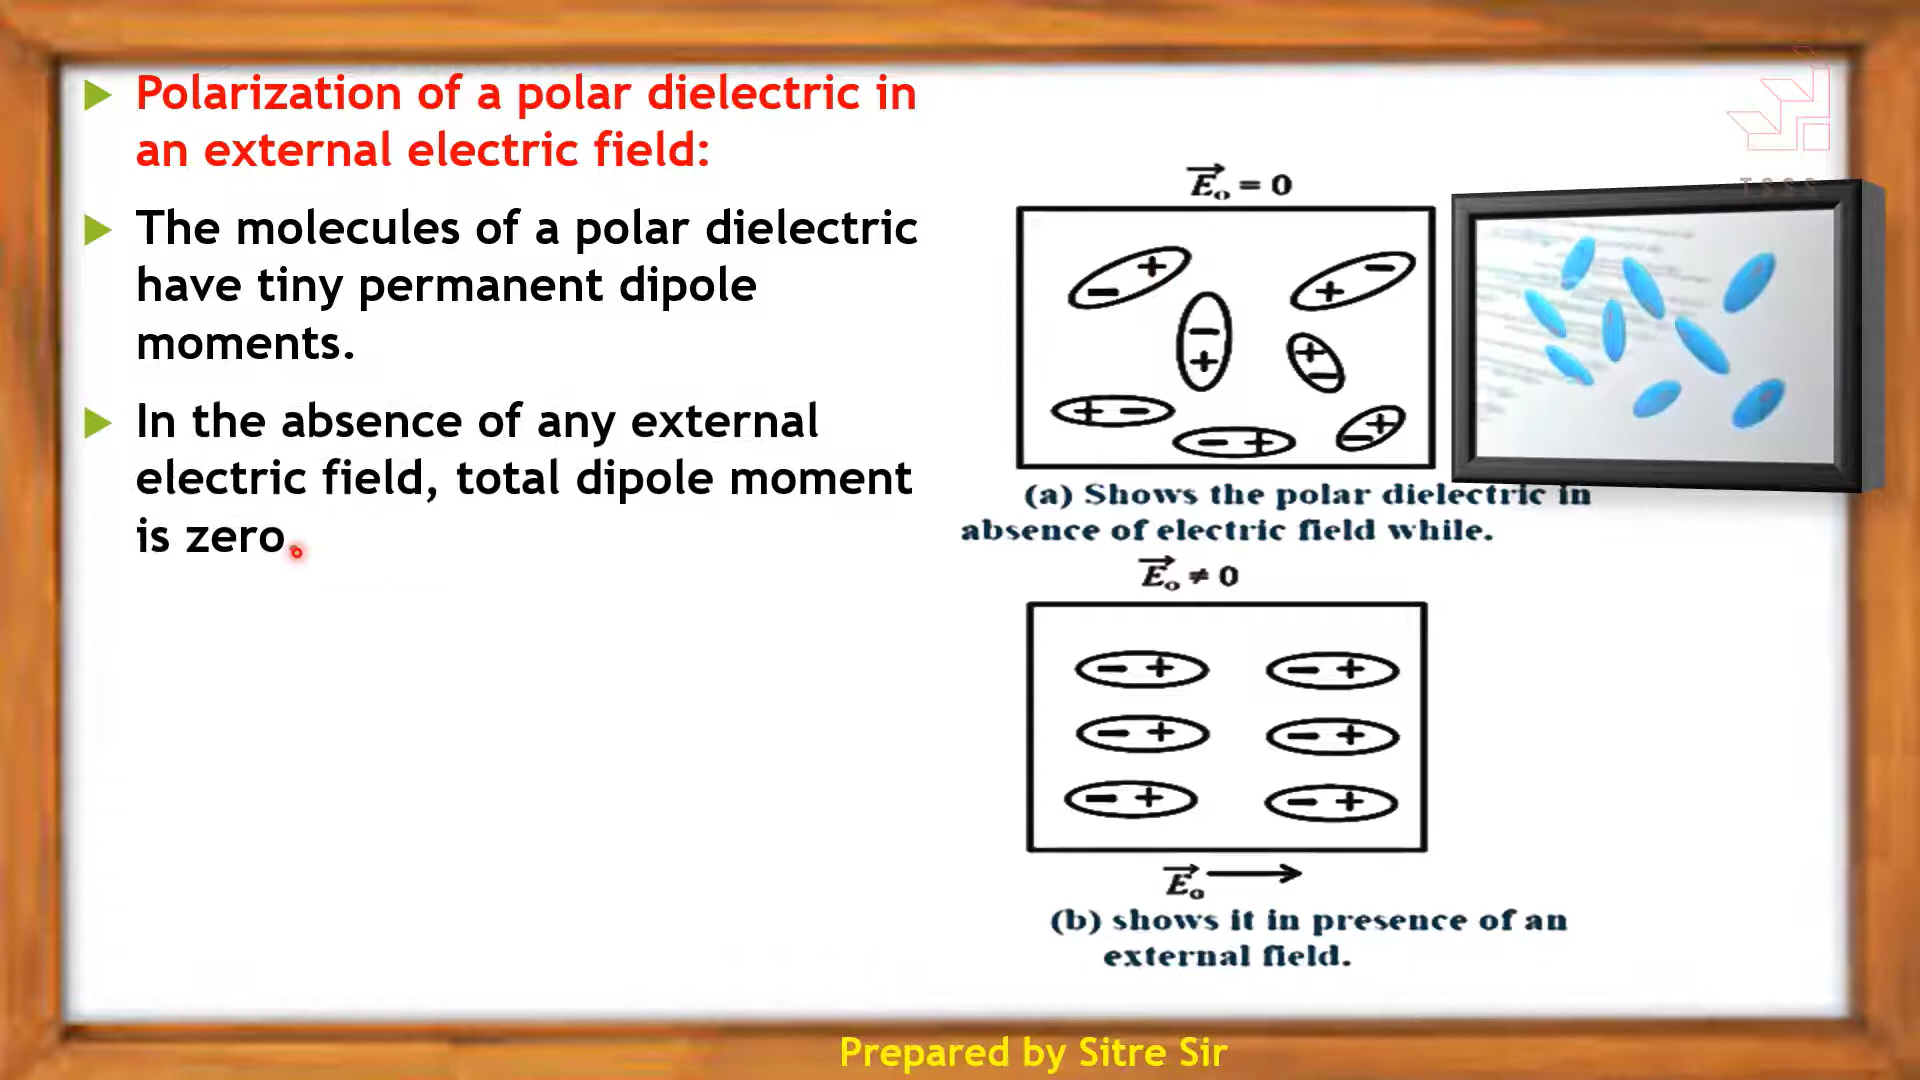 Polarization of a polar dielectric in
an external electric field:
The molecules of a polar dielectric
have tiny permanent dipole
moments.
In the absence of any external
electric field, total dipole moment
is zero.
E₀ = 0
+
−
−
+
−
+
+
−
+ −
− +
+
−
(a) Shows the polar dielectric in
absence of electric field while.
E₀ ≠ 0
− + − +
− + − +
− + − +
E₀
(b) shows it in presence of an
external field.
Prepared by Sitre Sir